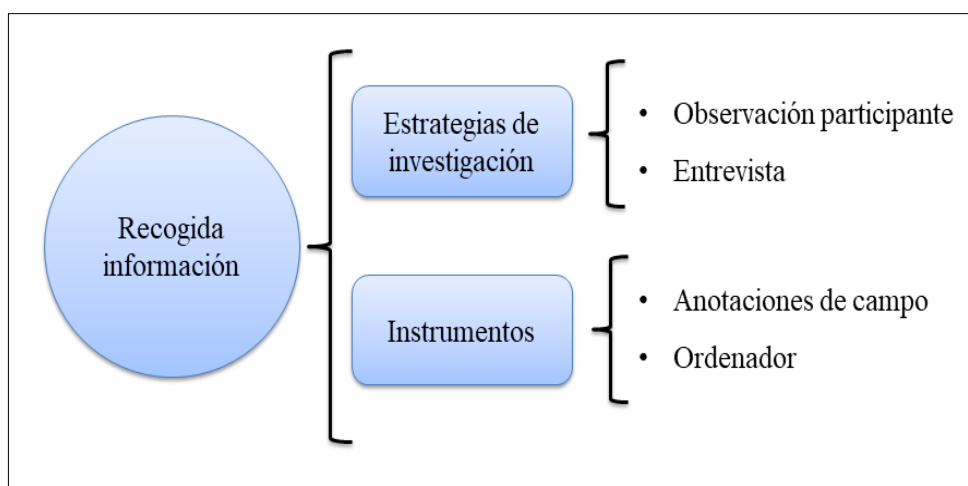 Recogida
información
Estrategias de
investigación
• Observación participante
• Entrevista
Instrumentos
• Anotaciones de campo
• Ordenador